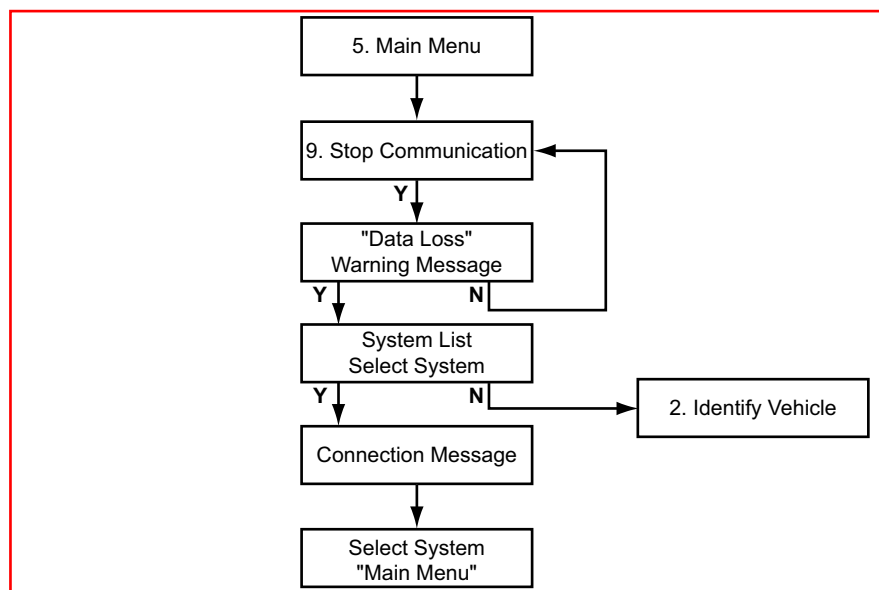 5. Main Menu
9. Stop Communication
Y
"Data Loss"
Warning Message
Y
N
System List
Select System
Y
N
2. Identify Vehicle
Connection Message
Select System
"Main Menu"